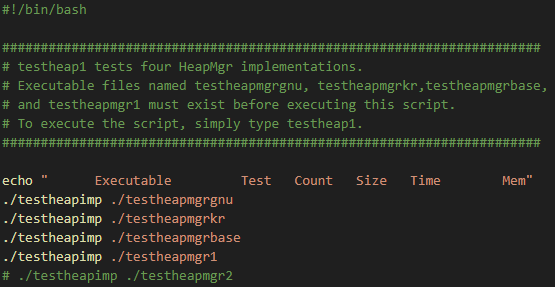 #!/bin/bash
######################################################################
# testheap1 tests four HeapMgr implementations.
# Executable files named testheapmgrgnu, testheapmgrkr,testheapmgrbase,
# and testheapmgr1 must exist before executing this script.
# To execute the script, simply type testheap1.
######################################################################
echo "      Executable         Test   Count   Size   Time        Mem"
./testheapimp ./testheapmgrgnu
./testheapimp ./testheapmgrkr
./testheapimp ./testheapmgrbase
./testheapimp ./testheapmgr1
# ./testheapimp ./testheapmgr2